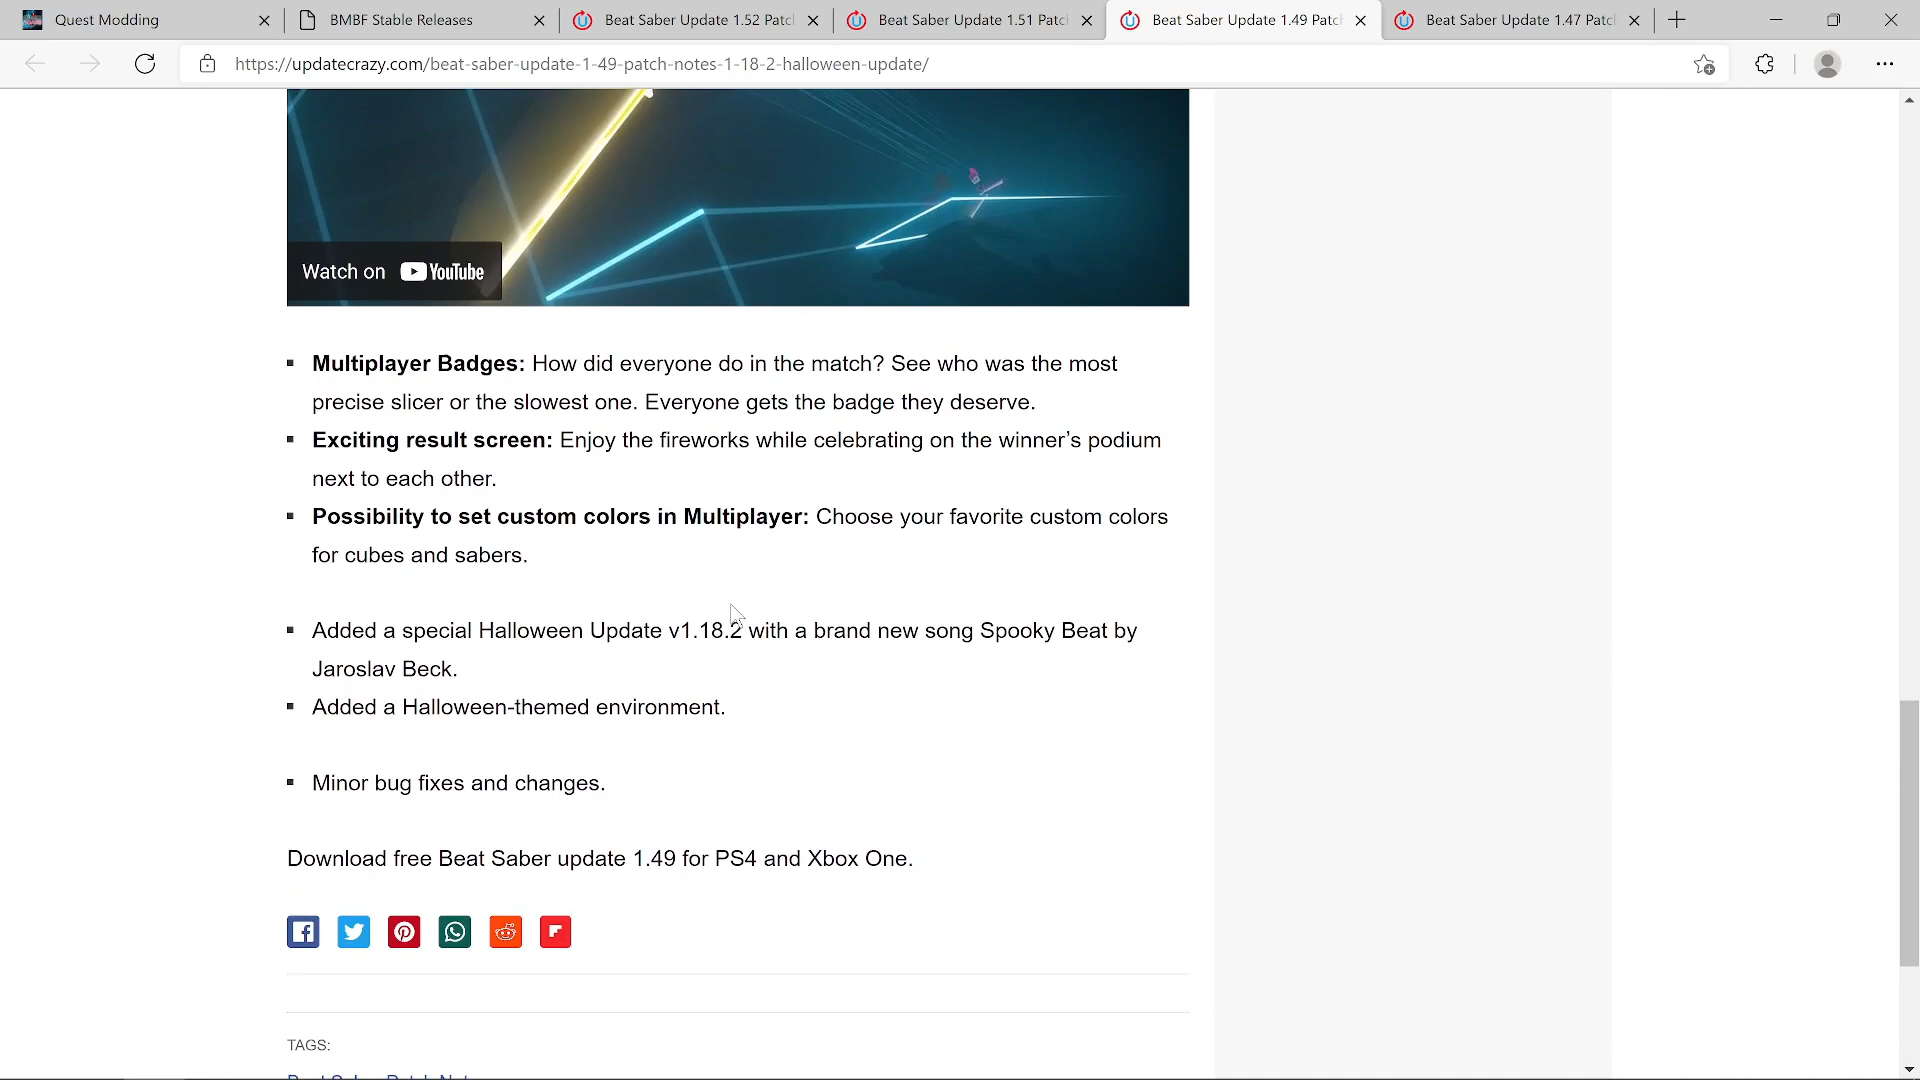 Quest Modding
BMBF Stable Releases
Beat Saber Update 1.52 Patc
Beat Saber Update 1.51 Patc
Beat Saber Update 1.49 Patc
Beat Saber Update 1.47 Patc
https://updatecrazy.com/beat-saber-update-1-49-patch-notes-1-18-2-halloween-update/
Watch on YouTube
Multiplayer Badges: How did everyone do in the match? See who was the most
precise slicer or the slowest one. Everyone gets the badge they deserve.
Exciting result screen: Enjoy the fireworks while celebrating on the winner’s podium
next to each other.
Possibility to set custom colors in Multiplayer: Choose your favorite custom colors
for cubes and sabers.
Added a special Halloween Update v1.18.2 with a brand new song Spooky Beat by
Jaroslav Beck.
Added a Halloween-themed environment.
Minor bug fixes and changes.
Download free Beat Saber update 1.49 for PS4 and Xbox One.
TAGS: